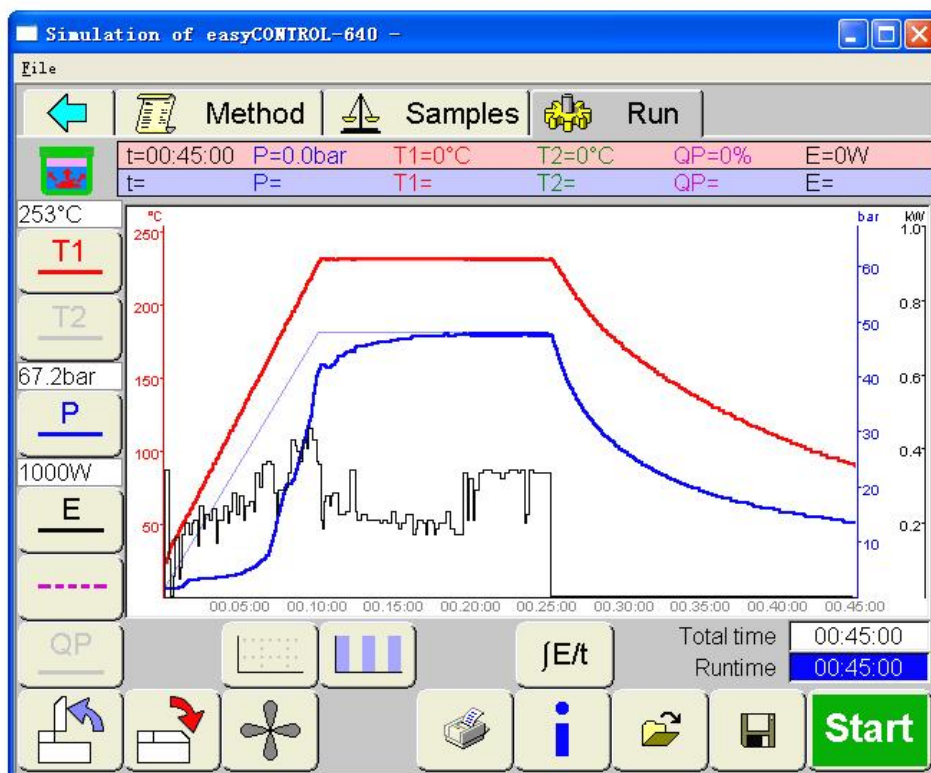 Simulation of easyCONTROL-640 -
File
Method Samples Run
t=00:45:00 P=0.0bar T1=0°C T2=0°C QP=0% E=0W
t= P= T1= T2= QP= E=
253°C
T1
T2
67.2bar
P
1000W
E
QP
°C bar kW
250 1.0
60
200 0.8
50
150 0.6
40
30
100 0.4
20
50 0.2
10
00.05:00 00.10:00 00.15:00 00.20:00 00.25:00 00.30:00 00.35:00 00.40:00 00.45:00
∫E/t
Total time 00:45:00
Runtime 00:45:00
Start